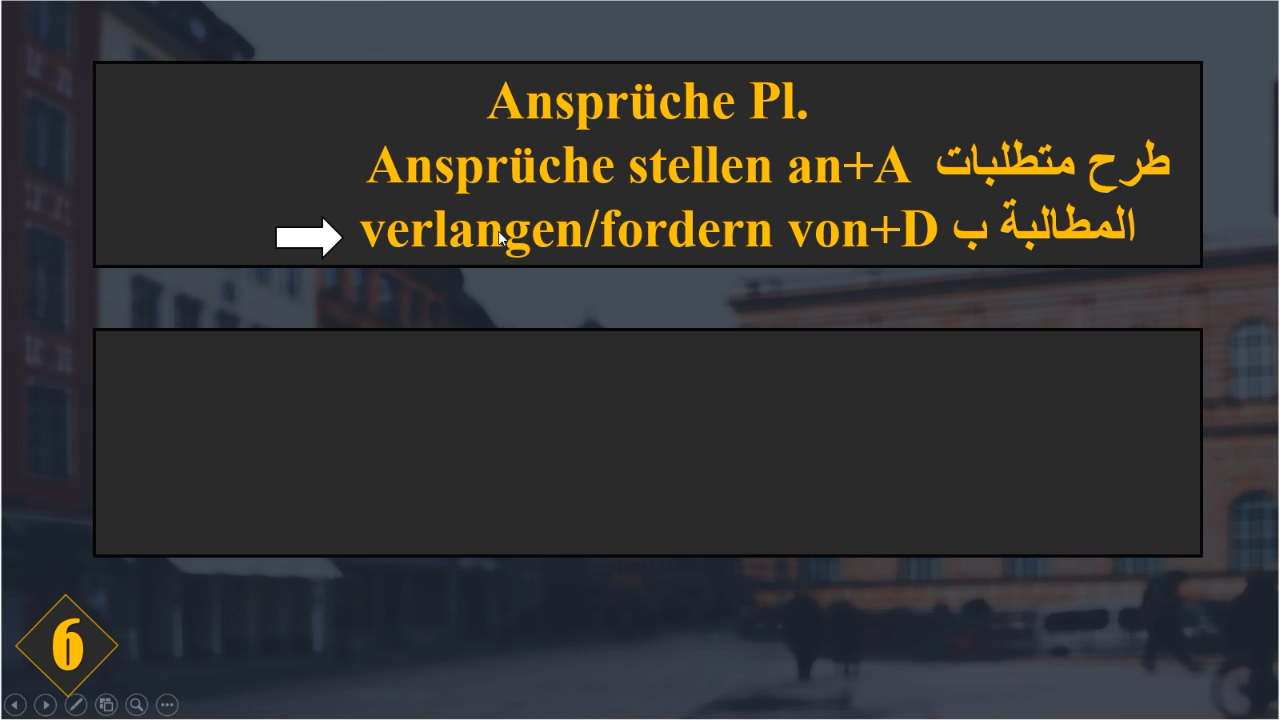 Ansprüche Pl.
Ansprüche stellen an+A طرح متطلبات
verlangen/fordern von+D المطالبة ب
6